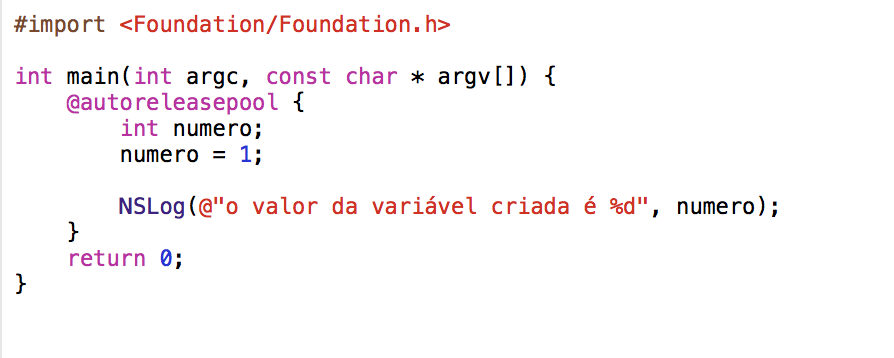 #import <Foundation/Foundation.h>
int main(int argc, const char * argv[]) {
    @autoreleasepool {
        int numero;
        numero = 1;
        NSLog(@"o valor da variável criada é %d", numero);
    }
    return 0;
}